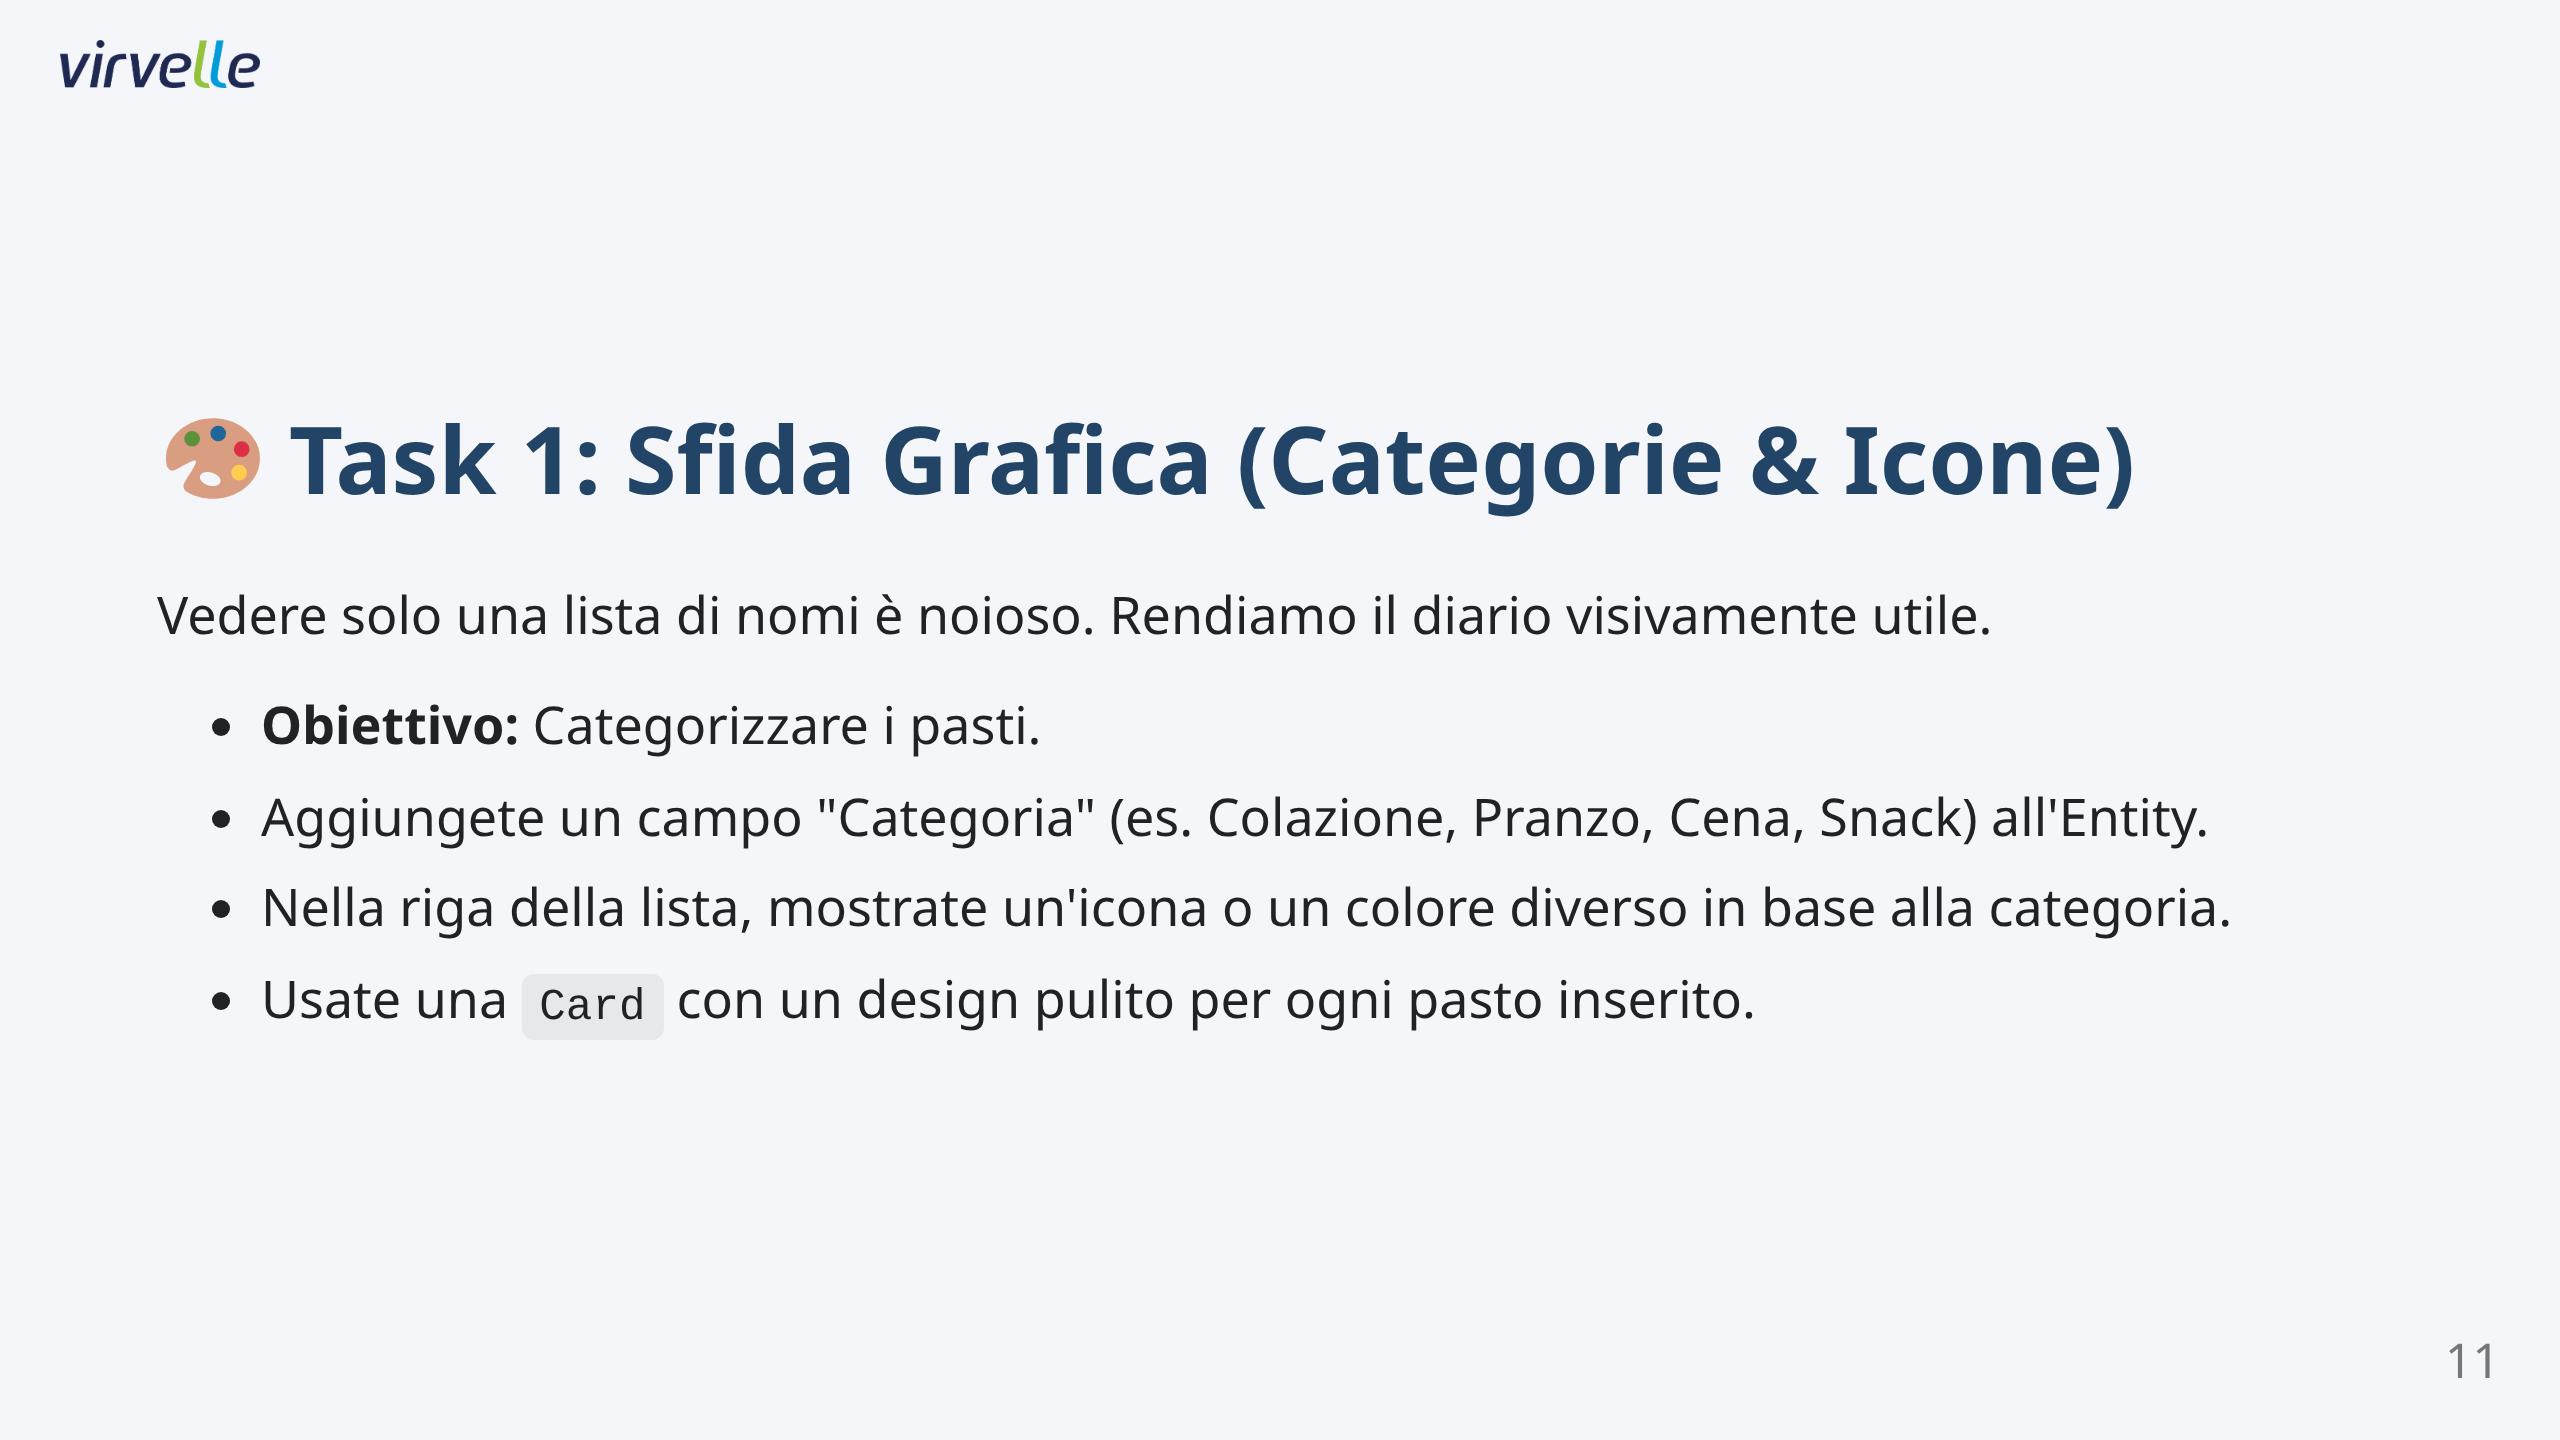 virvelle
Task 1: Sfida Grafica (Categorie & Icone)
Vedere solo una lista di nomi è noioso. Rendiamo il diario visivamente utile.
• Obiettivo: Categorizzare i pasti.
• Aggiungete un campo "Categoria" (es. Colazione, Pranzo, Cena, Snack) all'Entity.
• Nella riga della lista, mostrate un'icona o un colore diverso in base alla categoria.
• Usate una Card con un design pulito per ogni pasto inserito.
11